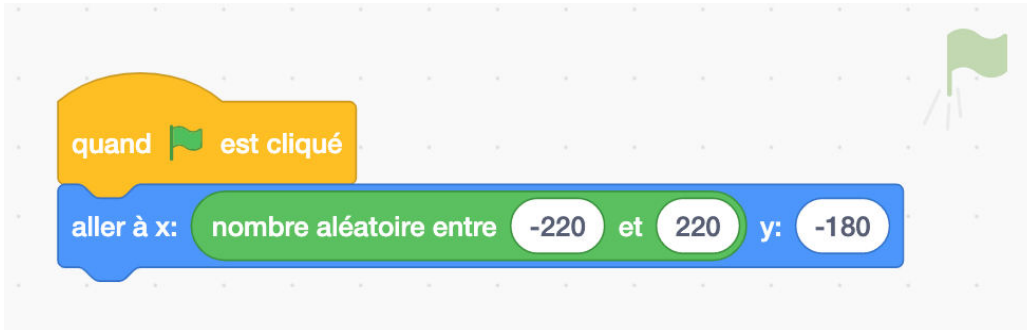 quand est cliqué
aller à x: nombre aléatoire entre -220 et 220 y: -180